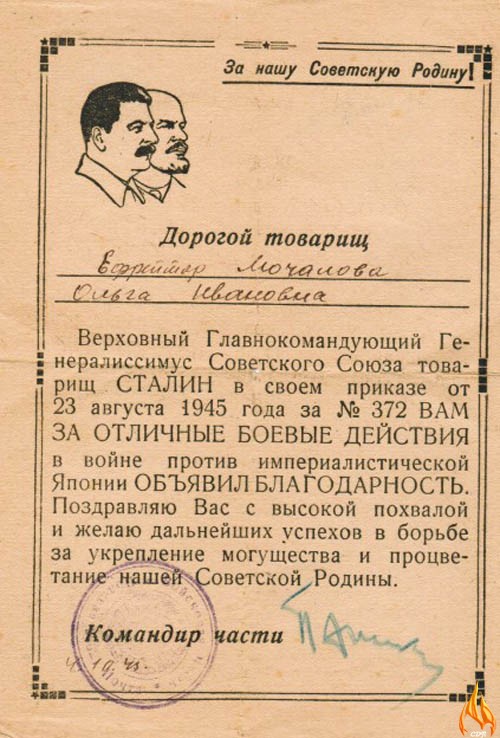 За нашу Советскую Родину!
Дорогой товарищ
Ефрейтор Мочалова
Ольга Ивановна
Верховный Главнокомандующий Ге-
нералиссимус Советского Союза това-
рищ СТАЛИН в своем приказе от
23 августа 1945 года за № 372 ВАМ
ЗА ОТЛИЧНЫЕ БОЕВЫЕ ДЕЙСТВИЯ
в войне против империалистической
Японии ОБЪЯВИЛ БЛАГОДАРНОСТЬ.
Поздравляю Вас с высокой похвалой
и желаю дальнейших успехов в борьбе
за укрепление могущества и процве-
тание нашей Советской Родины.
Командир части